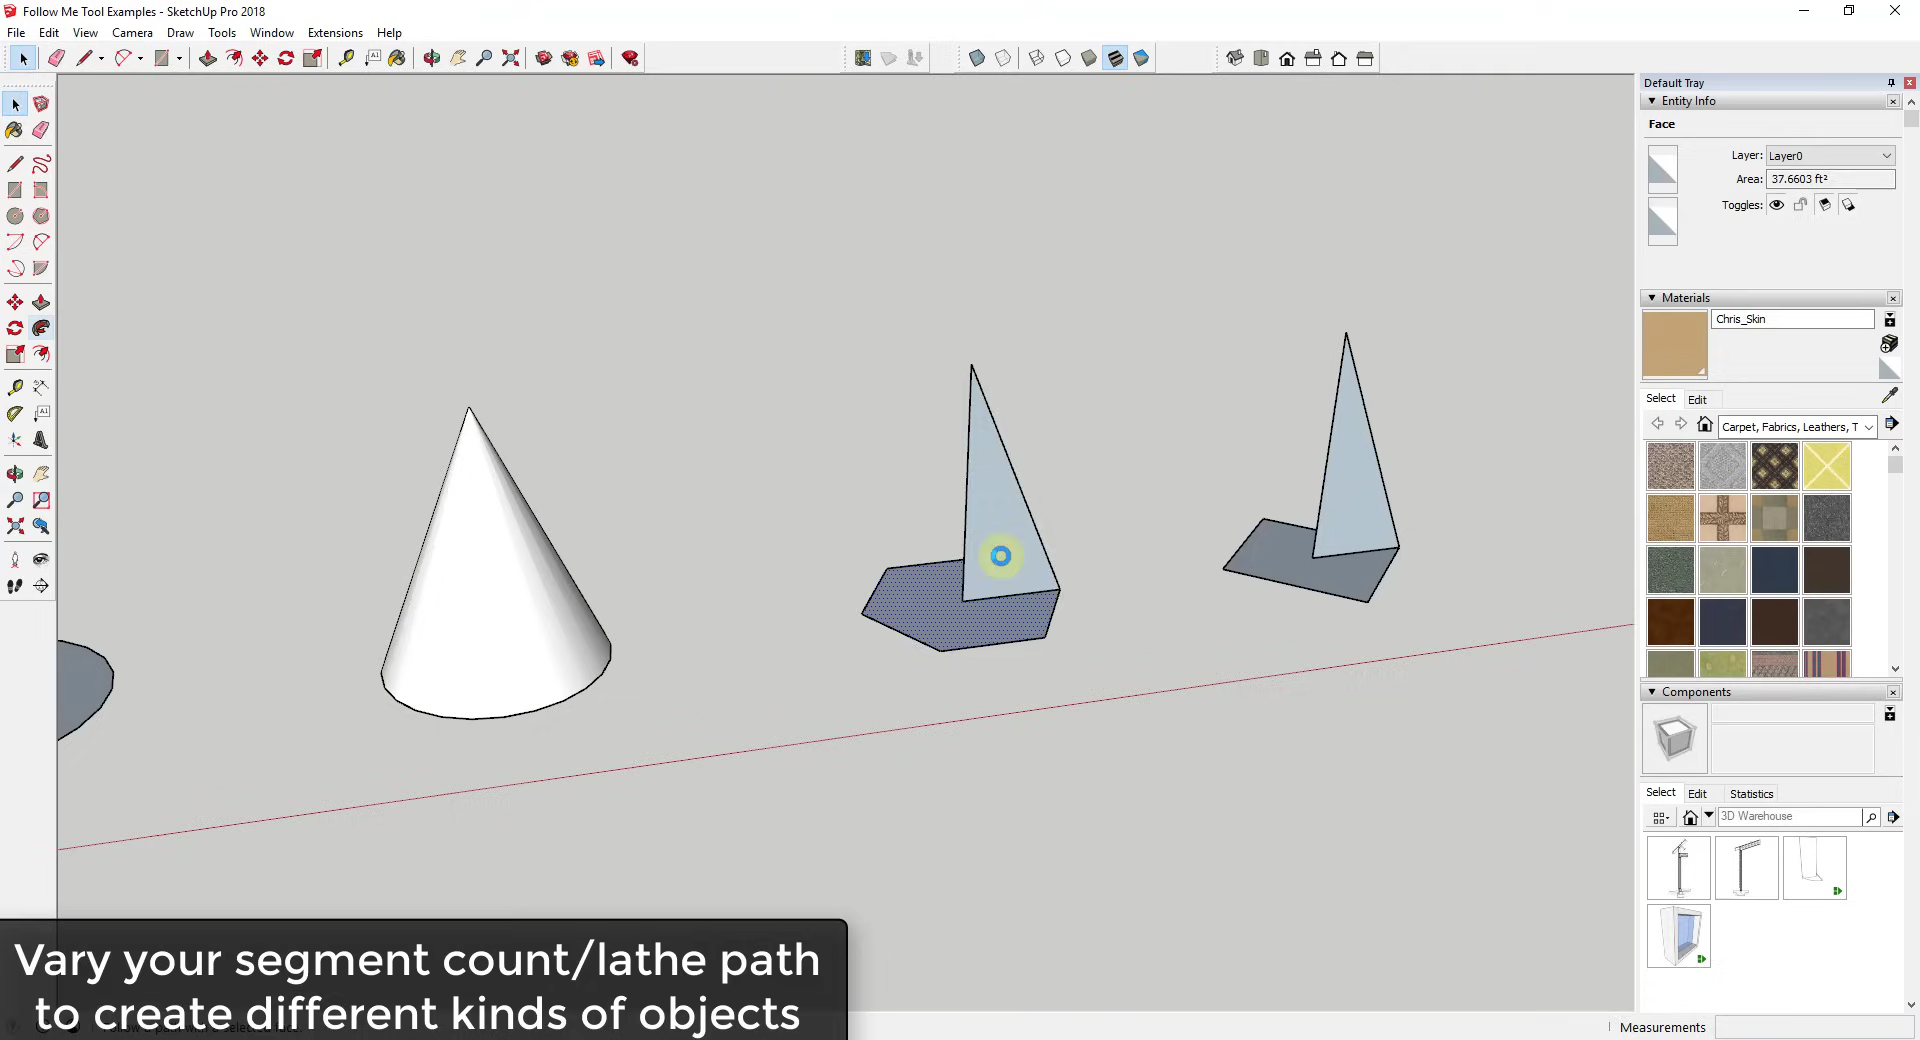 Follow Me Tool Examples - SketchUp Pro 2018
File Edit View Camera Draw Tools Window Extensions Help
Default Tray
Entity Info
Face
Layer: Layer0
Area: 37.6603 ft²
Toggles:
Materials
Chris_Skin
Select Edit
Carpet, Fabrics, Leathers, T
Components
Select Edit Statistics
3D Warehouse
Vary your segment count/lathe path
to create different kinds of objects
Measurements